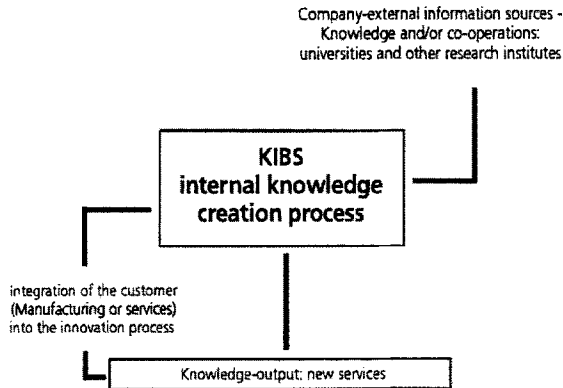 Company-external information sources -
Knowledge and/or co-operations:
universities and other research institutes
KIBS
internal knowledge
creation process
integration of the customer
(Manufacturing or services)
into the innovation process
Knowledge-output; new services